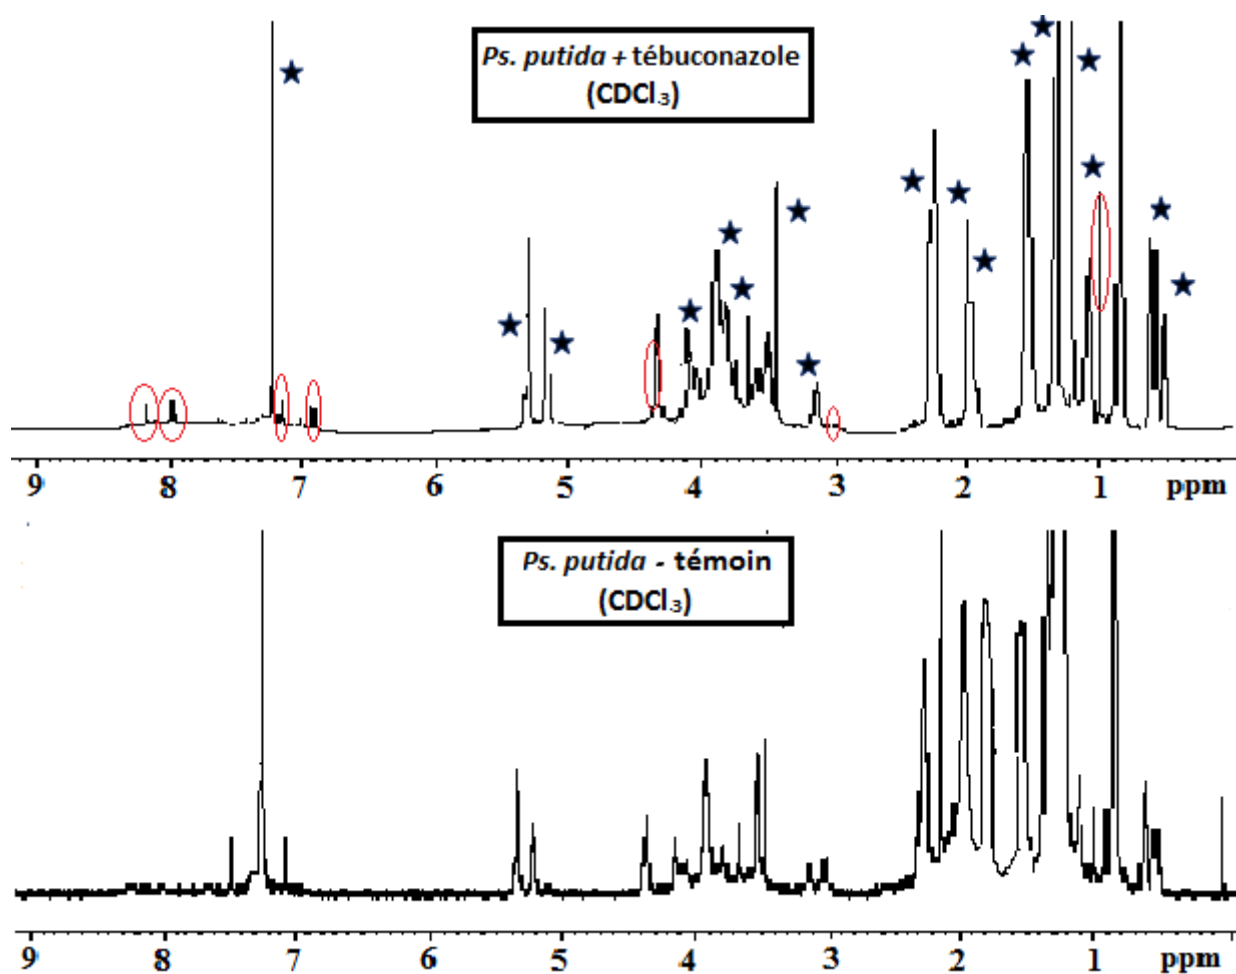 Ps. putida + tébuconazole
(CDCl₃)
9 8 7 6 5 4 3 2 1 ppm
Ps. putida - témoin
(CDCl₃)
9 8 7 6 5 4 3 2 1 ppm